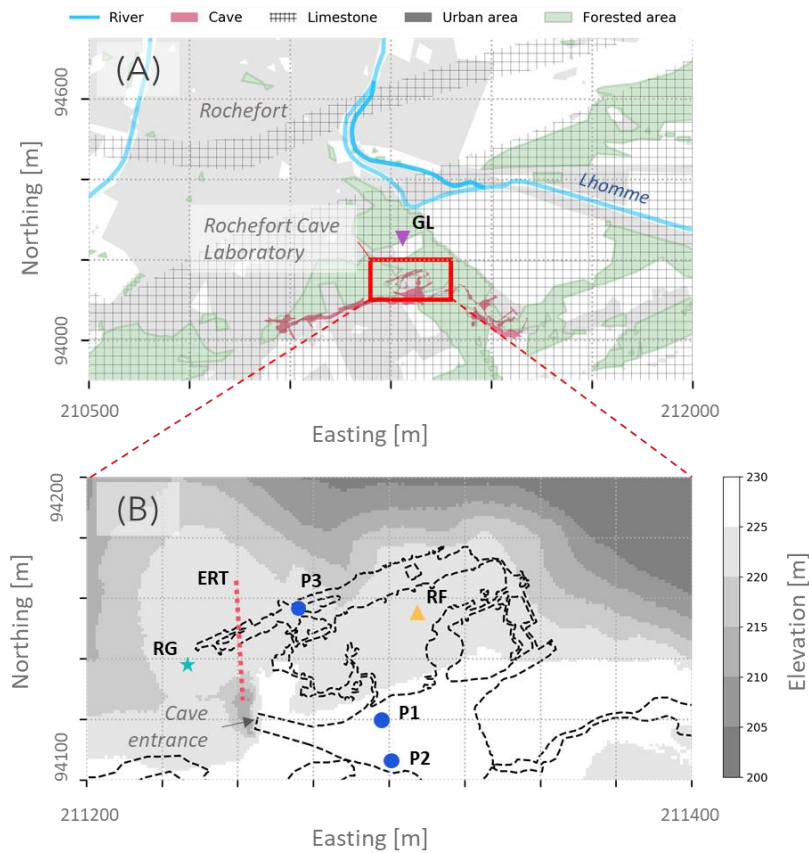 River Cave Limestone Urban area Forested area
(A)
Rochefort
Lhomme
GL
Rochefort Cave
Laboratory
94600
94000
Northing [m]
210500
212000
Easting [m]
(B)
ERT
P3
RF
RG
P1
Cave
entrance
P2
94200
94100
Northing [m]
211200
211400
Easting [m]
230
225
220
215
210
205
200
Elevation [m]